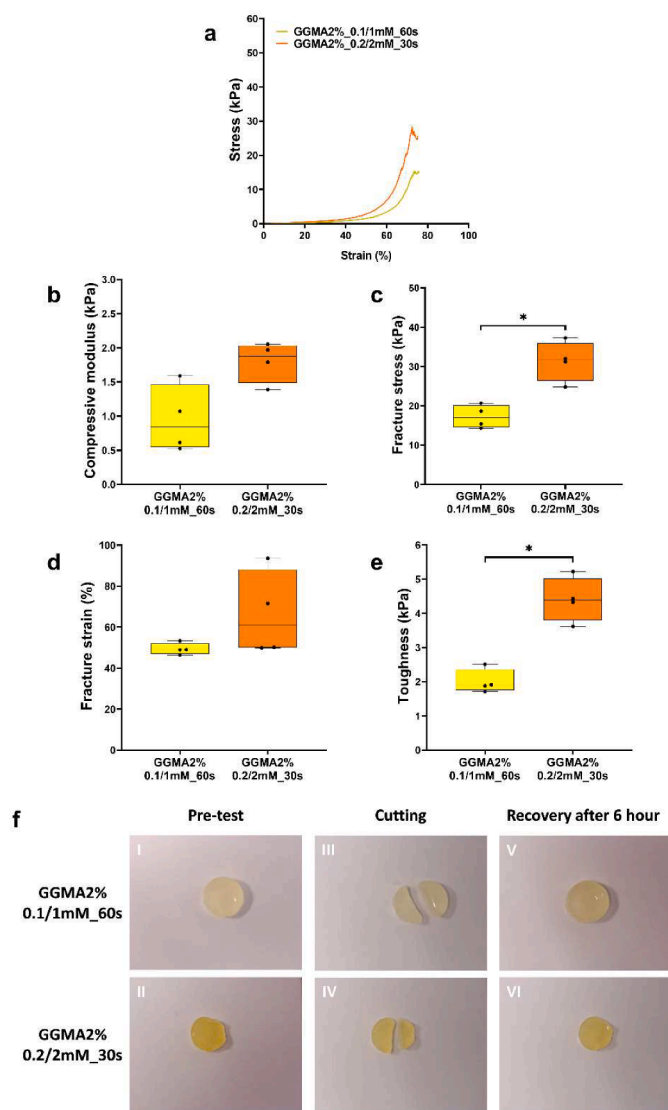 a
60
50
40
30
20
10
0
Stress (kPa)
GGMA2%_0.1/1mM_60s
GGMA2%_0.2/2mM_30s
20
40
60
80
100
Strain (%)
b
3.0
2.5
2.0
1.5
1.0
0.5
0.0
Compressive modulus (kPa)
GGMA2%
0.1/1mM_60s
GGMA2%
0.2/2mM_30s
c
50
40
30
20
10
0
Fracture stress (kPa)
*
GGMA2%
0.1/1mM_60s
GGMA2%
0.2/2mM_30s
d
100
80
60
40
20
0
Fracture strain (%)
GGMA2%
0.1/1mM_60s
GGMA2%
0.2/2mM_30s
e
6
5
4
3
2
1
0
Toughness (kPa)
*
GGMA2%
0.1/1mM_60s
GGMA2%
0.2/2mM_30s
f
Pre-test
Cutting
Recovery after 6 hour
GGMA2%
0.1/1mM_60s
I
III
V
GGMA2%
0.2/2mM_30s
II
IV
VI